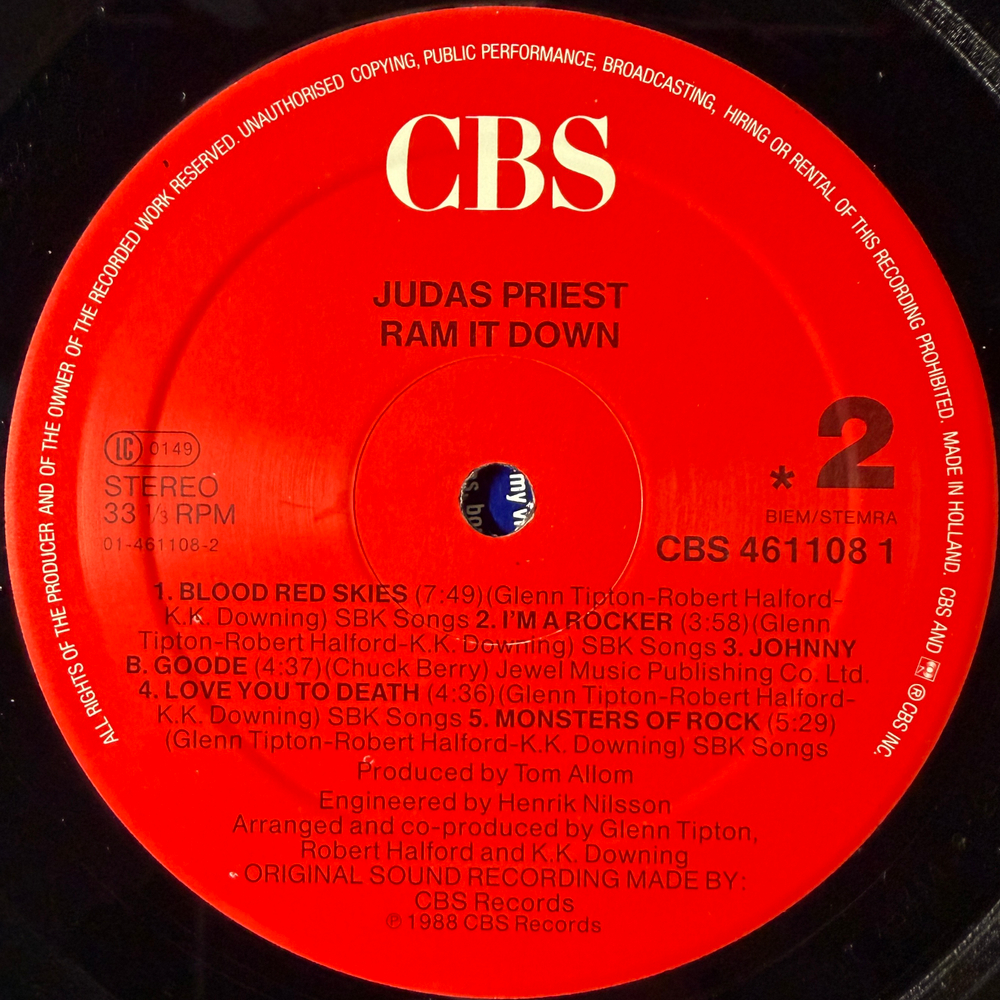 ALL RIGHTS OF THE PRODUCER AND OF THE OWNER OF THE RECORDED WORK RESERVED. UNAUTHORISED COPYING, PUBLIC PERFORMANCE, BROADCASTING, HIRING OR RENTAL OF THIS RECORDING PROHIBITED. MADE IN HOLLAND. CBS AND ® CBS INC.
CBS
JUDAS PRIEST
RAM IT DOWN
LC 0149
STEREO
33 ⅓ RPM
01-461108-2
* 2
BIEM/STEMRA
CBS 461108 1
my
1. BLOOD RED SKIES (7:49)(Glenn Tipton-Robert Halford-
K.K. Downing) SBK Songs 2. I'M A ROCKER (3:58)(Glenn
Tipton-Robert Halford-K.K. Downing) SBK Songs 3. JOHNNY
B. GOODE (4:37)(Chuck Berry) Jewel Music Publishing Co. Ltd.
4. LOVE YOU TO DEATH (4:36)(Glenn Tipton-Robert Halford-
K.K. Downing) SBK Songs 5. MONSTERS OF ROCK (5:29)
(Glenn Tipton-Robert Halford-K.K. Downing) SBK Songs
Produced by Tom Allom
Engineered by Henrik Nilsson
Arranged and co-produced by Glenn Tipton,
Robert Halford and K.K. Downing
ORIGINAL SOUND RECORDING MADE BY:
CBS Records
℗ 1988 CBS Records